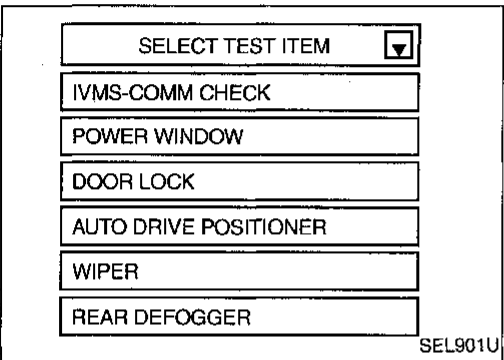 SELECT TEST ITEM
IVMS-COMM CHECK
POWER WINDOW
DOOR LOCK
AUTO DRIVE POSITIONER
WIPER
REAR DEFOGGER
SEL901U